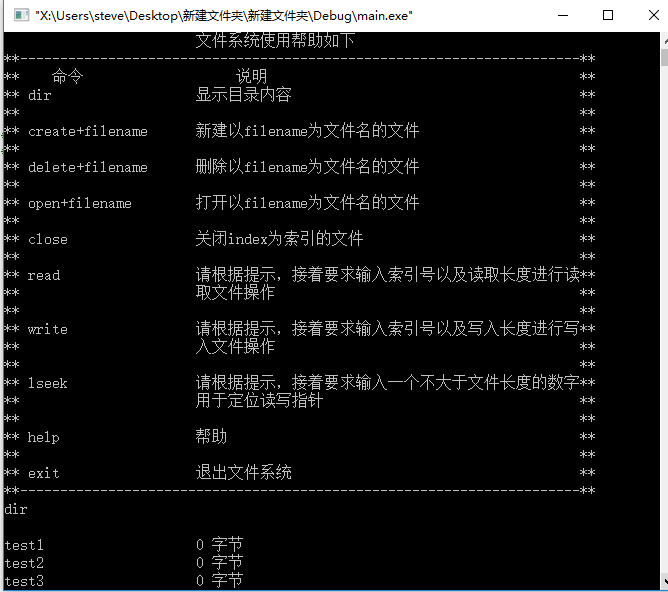 "X:\Users\steve\Desktop\新建文件夹\新建文件夹\Debug\main.exe"
文件系统使用帮助如下
**----------------------------------------------------------------------**
** 命令 说明 **
** dir 显示目录内容 **
** **
** create+filename 新建以filename为文件名的文件 **
** **
** delete+filename 删除以filename为文件名的文件 **
** **
** open+filename 打开以filename为文件名的文件 **
** **
** close 关闭index为索引的文件 **
** **
** read 请根据提示，接着要求输入索引号以及读取长度进行读**
** 取文件操作 **
** **
** write 请根据提示，接着要求输入索引号以及写入长度进行写**
** 入文件操作 **
** **
** lseek 请根据提示，接着要求输入一个不大于文件长度的数字**
** 用于定位读写指针 **
** **
** help 帮助 **
** **
** exit 退出文件系统 **
**----------------------------------------------------------------------**
dir
test1 0 字节
test2 0 字节
test3 0 字节